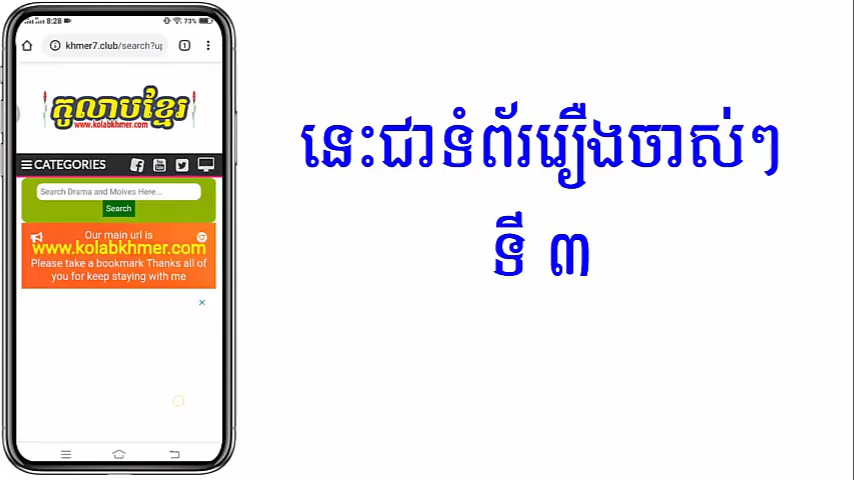 8:28
73%
khmer7.club/search?up
1
កូលាបខ្មែរ
www.kolabkhmer.com
CATEGORIES
Search Drama and Moives Here...
Search
Our main url is
www.kolabkhmer.com
Please take a bookmark Thanks all of
you for keep staying with me
នេះជាទំព័ររឿងចាស់ៗ
ទី ៣